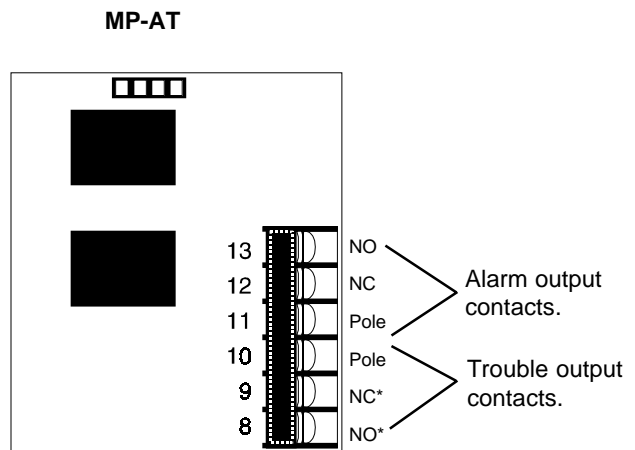 MP-AT
13 NO
12 NC
11 Pole
Alarm output
contacts.
10 Pole
9 NC*
8 NO*
Trouble output
contacts.